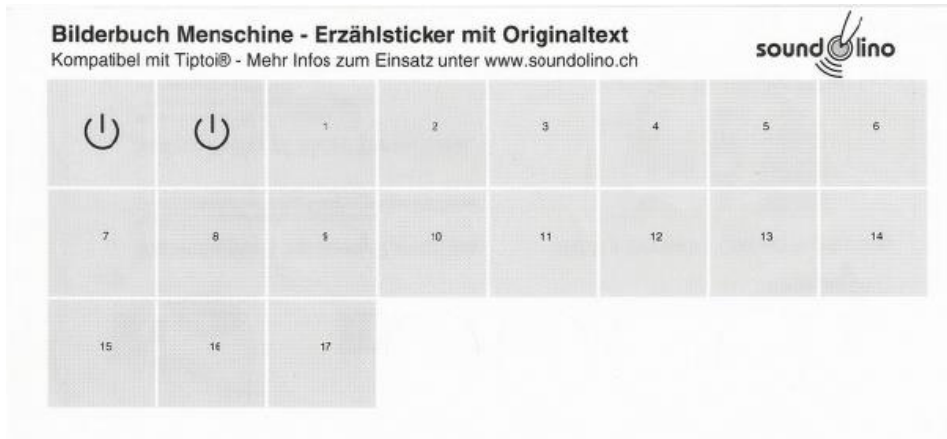 Bilderbuch Menschine - Erzählsticker mit Originaltext
Kompatibel mit Tiptoi® - Mehr Infos zum Einsatz unter www.soundolino.ch
soundolino
1 2 3 4 5 6
7 8 9 10 11 12 13 14
15 16 17